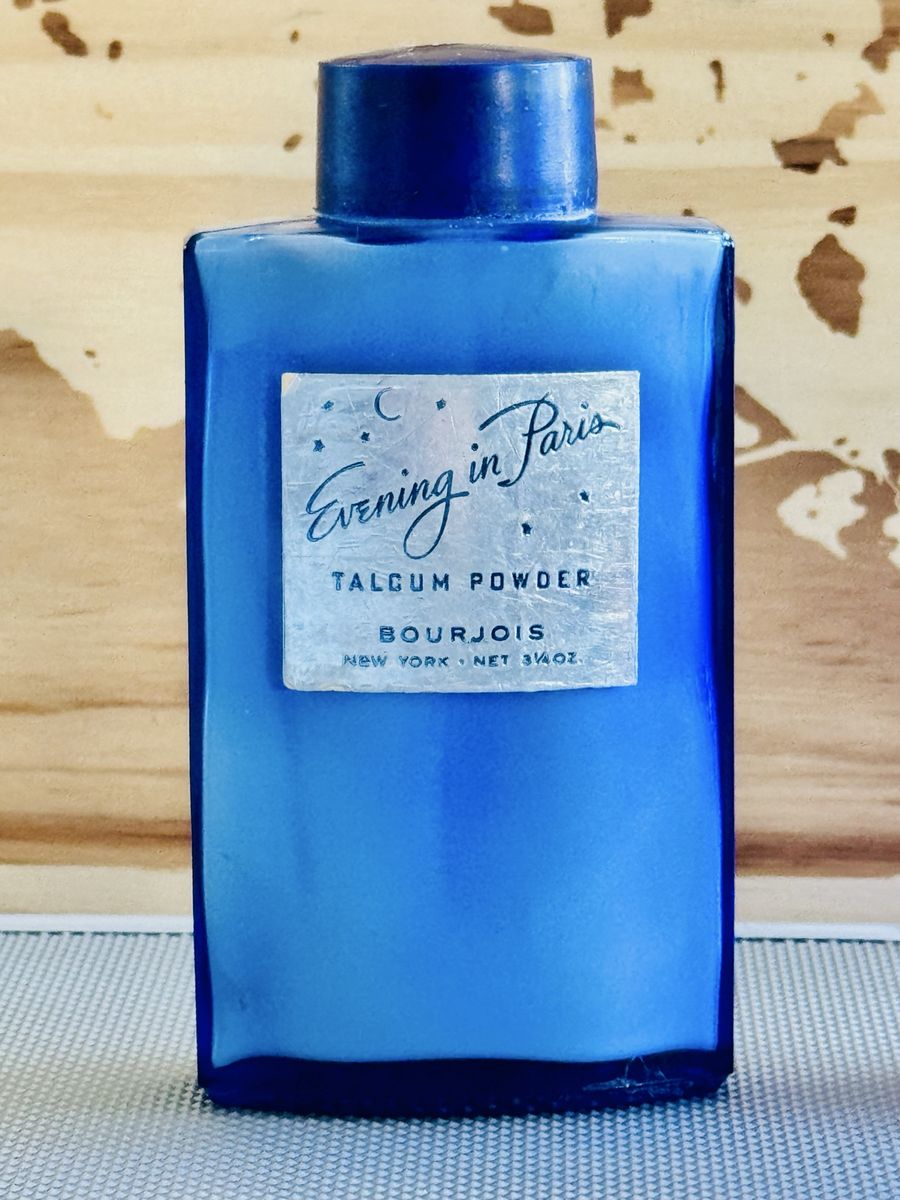 Evening in Paris
TALCUM POWDER
BOURJOIS
NEW YORK • NET 3¼OZ.